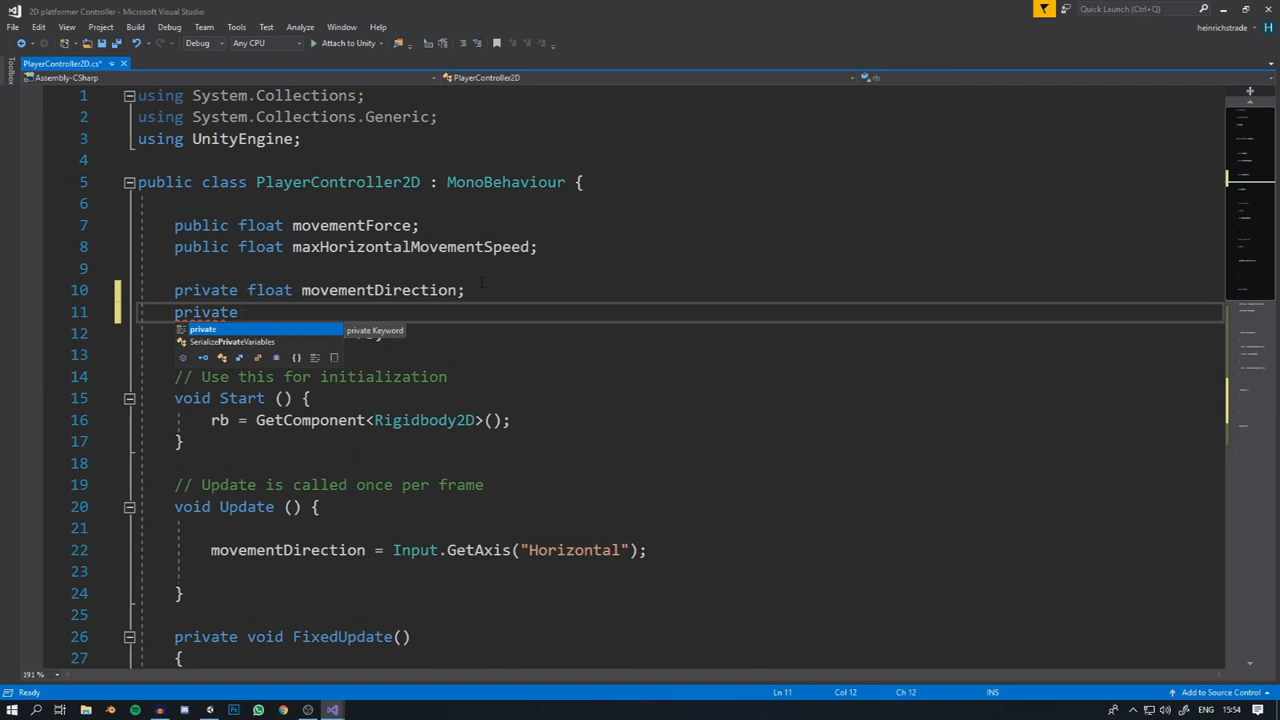 2D platformer Controller - Microsoft Visual Studio
Quick Launch (Ctrl+Q)
File Edit View Project Build Debug Team Tools Test Analyze Window Help
heinrichstrade H
Debug Any CPU Attach to Unity
Toolbox
PlayerController2D.cs*
Assembly-CSharp PlayerController2D rb
1 using System.Collections;
2 using System.Collections.Generic;
3 using UnityEngine;
4
5 public class PlayerController2D : MonoBehaviour {
6
7 public float movementForce;
8 public float maxHorizontalMovementSpeed;
9
10 private float movementDirection;
11 private
private private Keyword
12
SerializePrivateVariables
13
14 // Use this for initialization
15 void Start () {
16 rb = GetComponent<Rigidbody2D>();
17 }
18
19 // Update is called once per frame
20 void Update () {
21
22 movementDirection = Input.GetAxis("Horizontal");
23
24 }
25
26 private void FixedUpdate()
27 {
191 %
Ready Ln 11 Col 12 Ch 12 INS Add to Source Control
ENG 15:54